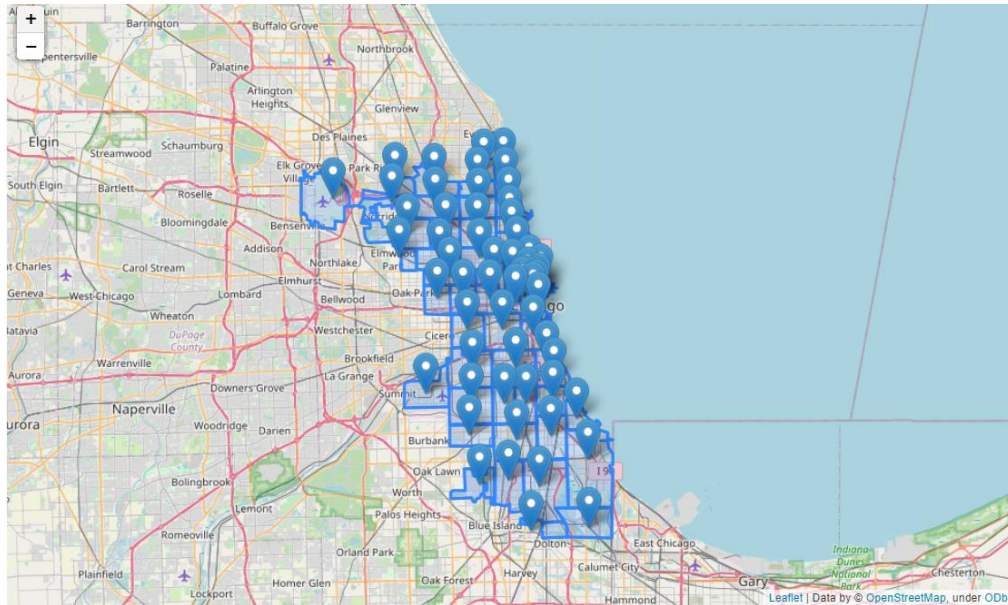 +
Barrington
Buffalo Grove
−
Northbrook
Palatine
Arlington
Heights
Glenview
Des Plaines
Elgin
Schaumburg
Streamwood
Elk Grove
Village
Park Ri
South Elgin
Bartlett
Roselle
Bloomingdale
Bensenville
Norridge
Addison
Elmwood
Park
Northlake
Carol Stream
Elmhurst
Oak Park
Geneva
West Chicago
Lombard
Bellwood
go
Wheaton
Westchester
DuPage
County
Cicero
Brookfield
Warrenville
La Grange
Aurora
Downers Grove
Summit
Naperville
Woodridge
Darien
Burbank
Oak Lawn
19
Bolingbrook
Worth
Lemont
Palos Heights
Blue Island
Romeoville
Orland Park
Dolton
East Chicago
Indiana
Dunes
National
Park
Harvey
Calumet City
Plainfield
Homer Glen
Oak Forest
Gary
Chesterton
Lockport
Hammond
Leaflet | Data by © OpenStreetMap, under ODb